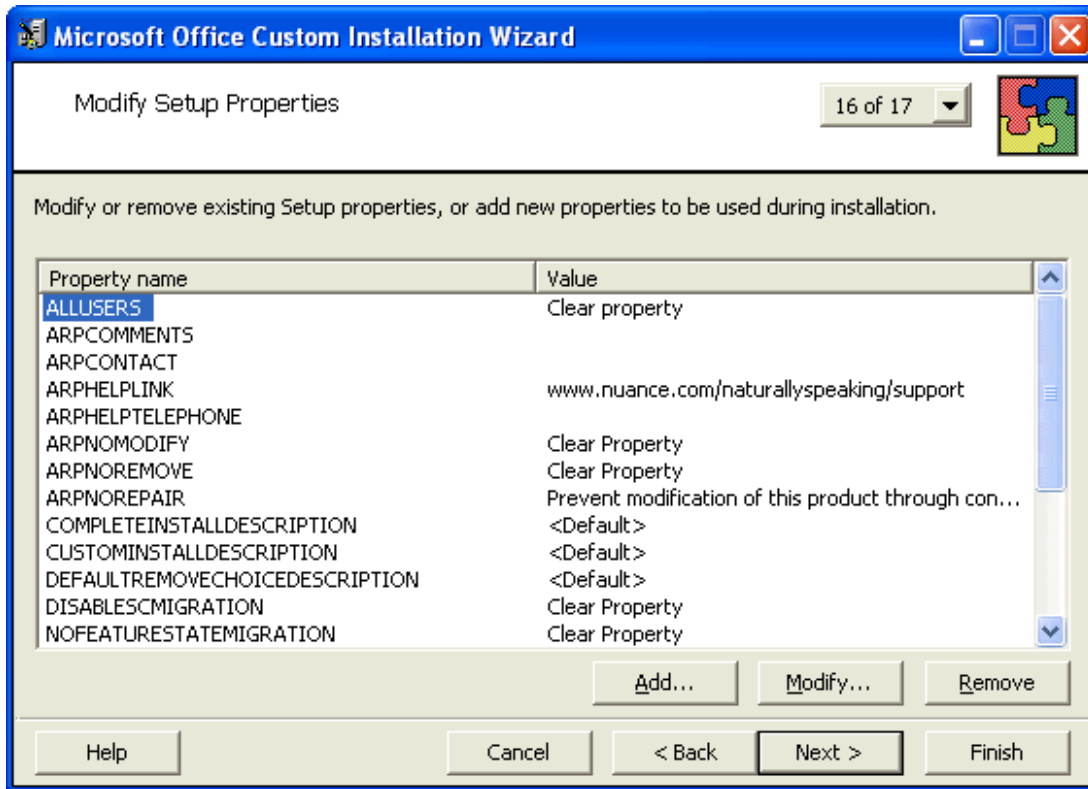 Microsoft Office Custom Installation Wizard
Modify Setup Properties
16 of 17
Modify or remove existing Setup properties, or add new properties to be used during installation.
Property name Value
ALLUSERS Clear property
ARPCOMMENTS
ARPCONTACT
ARPHELPLINK www.nuance.com/naturallyspeaking/support
ARPHELPTELEPHONE
ARPNOMODIFY Clear Property
ARPNOREMOVE Clear Property
ARPNOREPAIR Prevent modification of this product through con...
COMPLETEINSTALLDESCRIPTION <Default>
CUSTOMINSTALLDESCRIPTION <Default>
DEFAULTREMOVECHOICEDESCRIPTION <Default>
DISABLESCMIGRATION Clear Property
NOFEATURESTATEMIGRATION Clear Property
Add... Modify... Remove
Help Cancel < Back Next > Finish